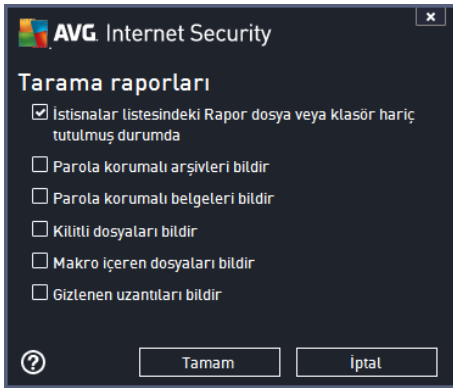 AVG. Internet Security
x
Tarama raporları
İstisnalar listesindeki Rapor dosya veya klasör hariç
tutulmuş durumda
Parola korumalı arşivleri bildir
Parola korumalı belgeleri bildir
Kilitli dosyaları bildir
Makro içeren dosyaları bildir
Gizlenen uzantıları bildir
?
Tamam
İptal